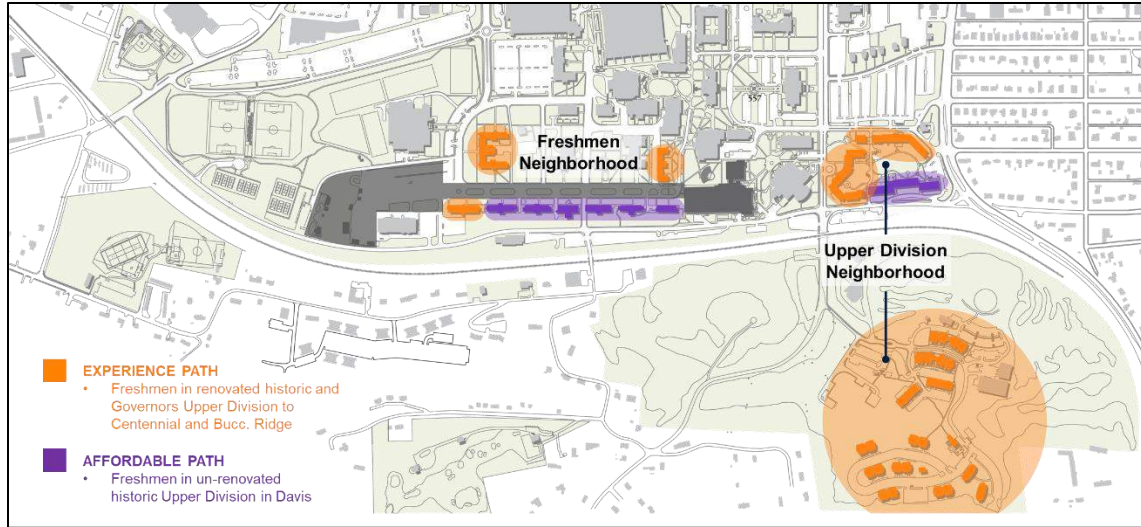 557
Freshmen
Neighborhood
Upper Division
Neighborhood
EXPERIENCE PATH
• Freshmen in renovated historic and
Governors Upper Division to
Centennial and Bucc. Ridge
AFFORDABLE PATH
• Freshmen in un-renovated
historic Upper Division in Davis